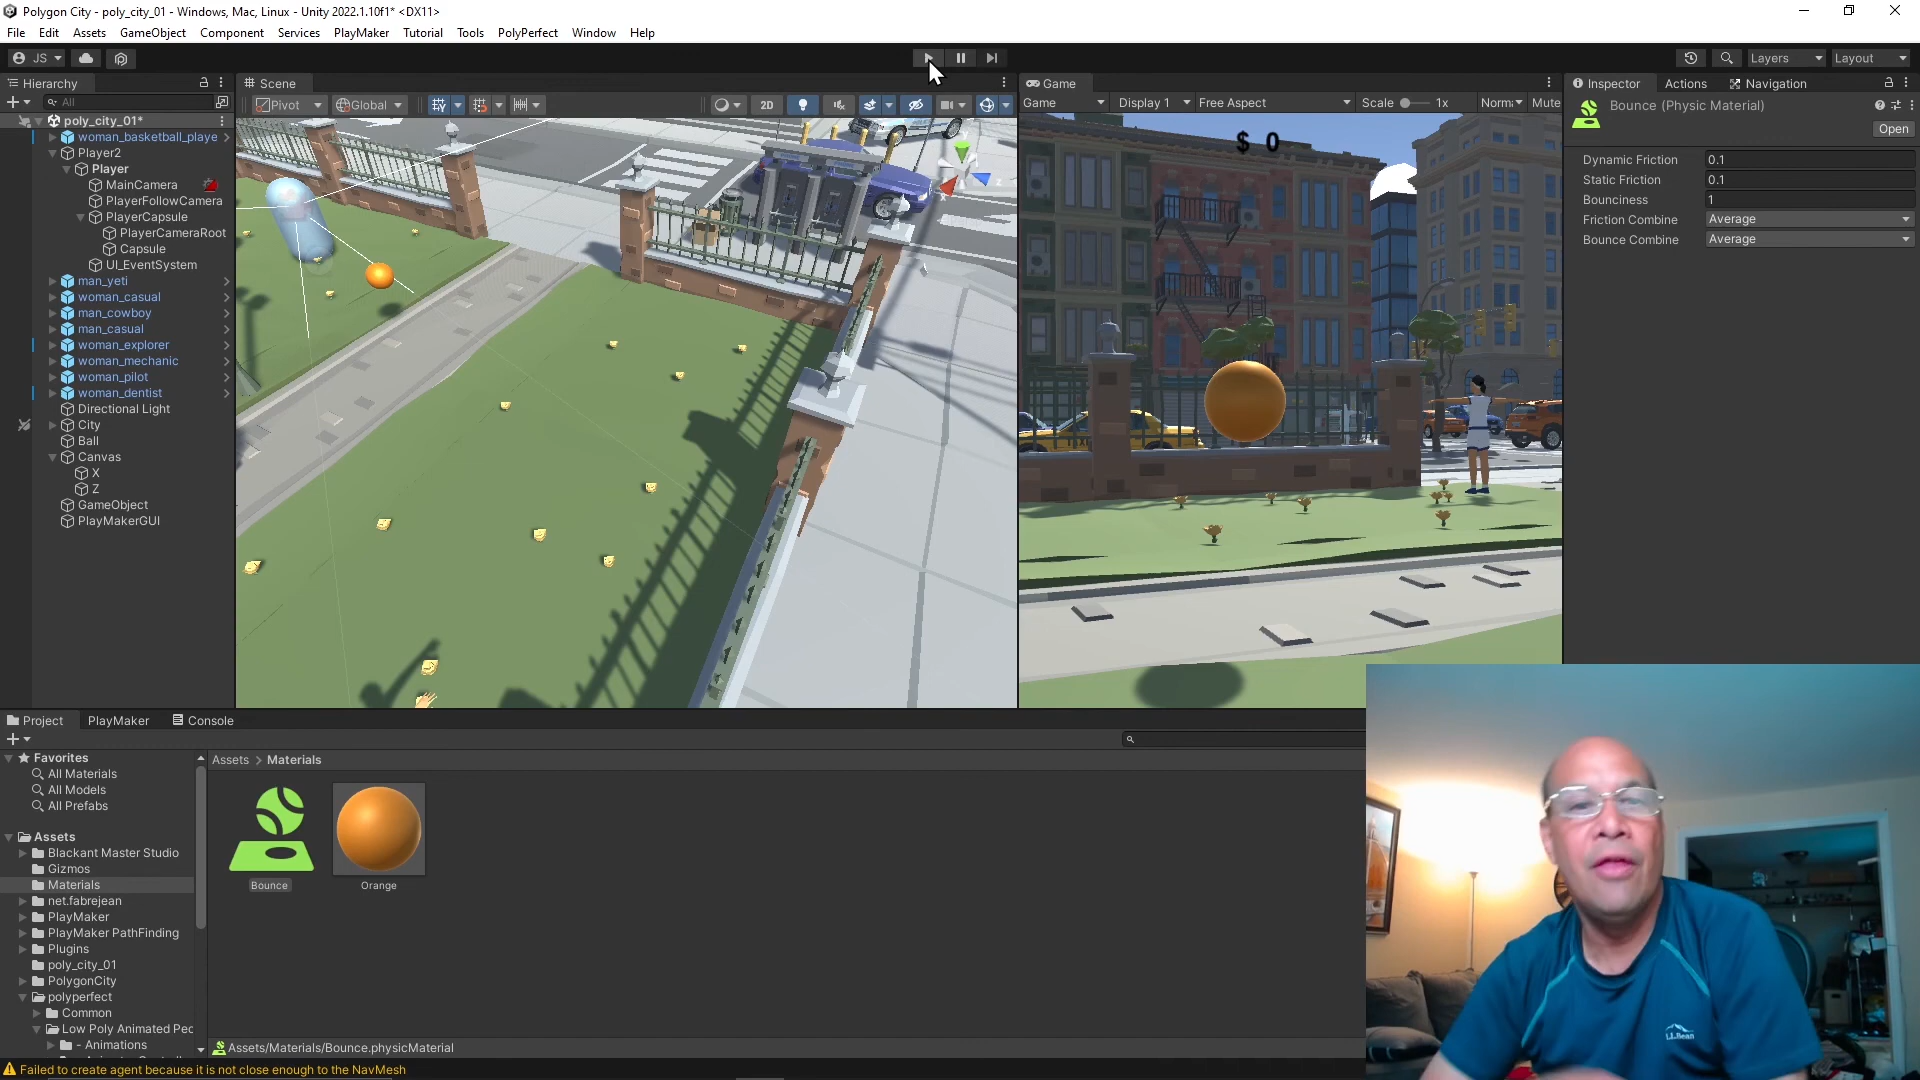 Polygon City - poly_city_01 - Windows, Mac, Linux - Unity 2022.1.10f1* <DX11>
File Edit Assets GameObject Component Services PlayMaker Tutorial Tools PolyPerfect Window Help
JS Layers Layout
Hierarchy
All
poly_city_01*
woman_basketball_playe
Player2
Player
MainCamera
PlayerFollowCamera
PlayerCapsule
PlayerCameraRoot
Capsule
UI_EventSystem
man_yeti
woman_casual
man_cowboy
man_casual
woman_explorer
woman_mechanic
woman_pilot
woman_dentist
Directional Light
City
Ball
Canvas
X
Z
GameObject
PlayMakerGUI
Scene
Pivot Global 2D
Game
Game Display 1 Free Aspect Scale 1x Norm Mute
$ 0
Inspector Actions Navigation
Bounce (Physic Material)
Open
Dynamic Friction 0.1
Static Friction 0.1
Bounciness 1
Friction Combine Average
Bounce Combine Average
Project PlayMaker Console
Favorites
All Materials
All Models
All Prefabs
Assets
Blackant Master Studio
Gizmos
Materials
net.fabrejean
PlayMaker
PlayMaker PathFinding
Plugins
poly_city_01
PolygonCity
polyperfect
Common
Low Poly Animated Peo
- Animations
Assets > Materials
Bounce Orange
Assets/Materials/Bounce.physicMaterial
Failed to create agent because it is not close enough to the NavMesh
L.L.Bean